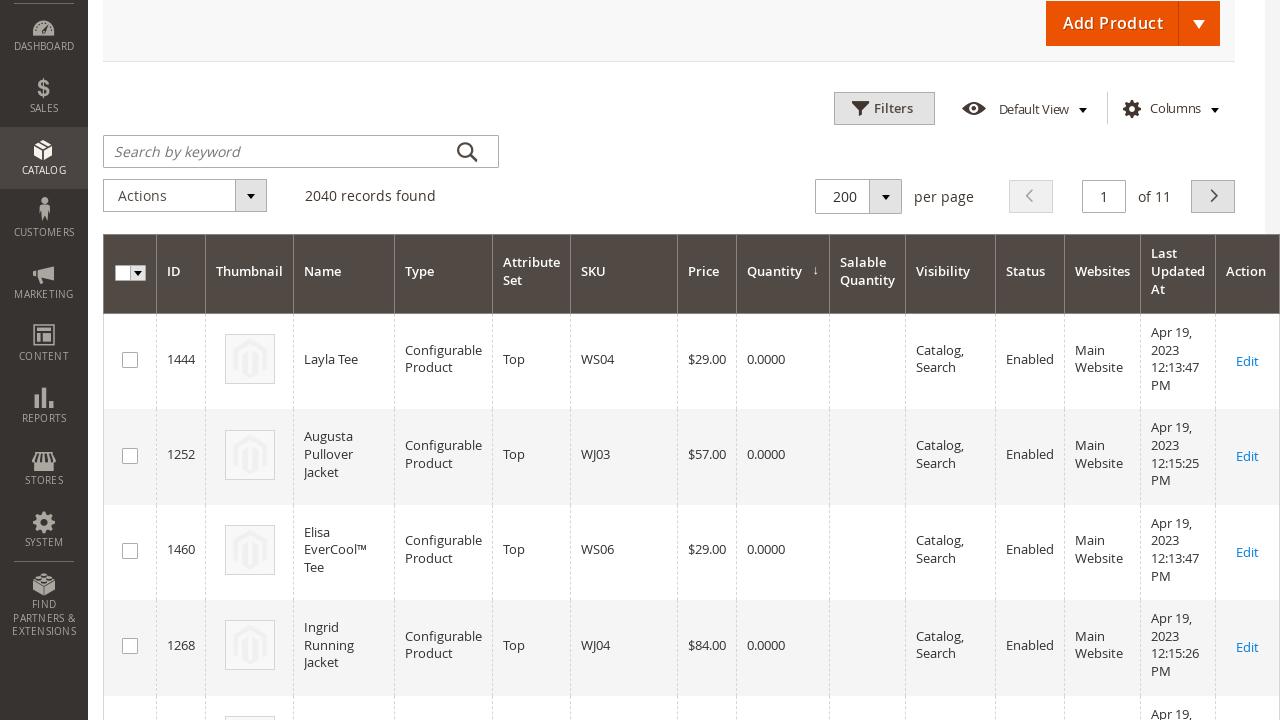 Add Product
DASHBOARD
$
SALES
CATALOG
CUSTOMERS
MARKETING
CONTENT
REPORTS
STORES
SYSTEM
FIND
PARTNERS &
EXTENSIONS
Filters
Default View
Columns
Search by keyword
Actions
2040 records found
200
per page
1
of 11
ID
Thumbnail
Name
Type
Attribute
Set
SKU
Price
Quantity ↓
Salable
Quantity
Visibility
Status
Websites
Last
Updated
At
Action
1444
Layla Tee
Configurable
Product
Top
WS04
$29.00
0.0000
Catalog,
Search
Enabled
Main
Website
Apr 19,
2023
12:13:47
PM
Edit
1252
Augusta
Pullover
Jacket
Configurable
Product
Top
WJ03
$57.00
0.0000
Catalog,
Search
Enabled
Main
Website
Apr 19,
2023
12:15:25
PM
Edit
1460
Elisa
EverCool™
Tee
Configurable
Product
Top
WS06
$29.00
0.0000
Catalog,
Search
Enabled
Main
Website
Apr 19,
2023
12:13:47
PM
Edit
1268
Ingrid
Running
Jacket
Configurable
Product
Top
WJ04
$84.00
0.0000
Catalog,
Search
Enabled
Main
Website
Apr 19,
2023
12:15:26
PM
Edit
Apr 19,